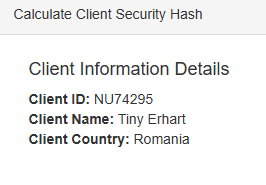 Calculate Client Security Hash
Client Information Details
Client ID: NU74295
Client Name: Tiny Erhart
Client Country: Romania